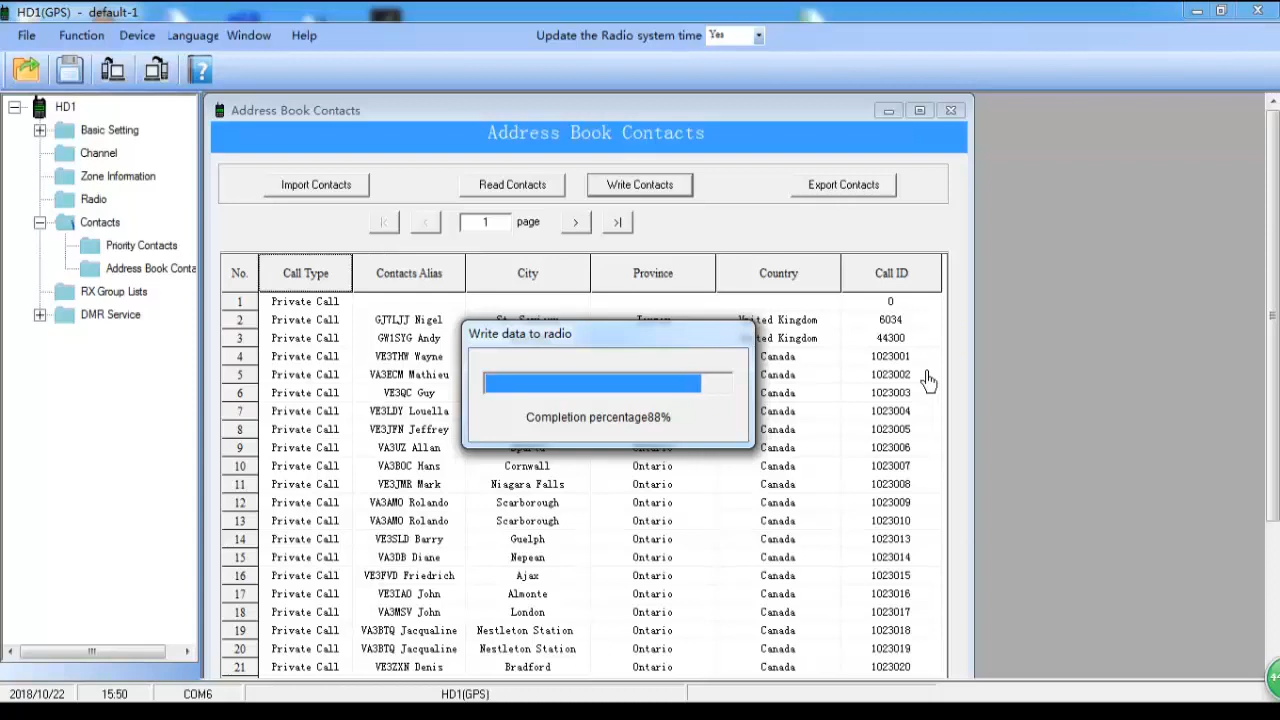 HD1(GPS) - default-1
File Function Device Language Window Help Update the Radio system time Yes
HD1
Basic Setting
Channel
Zone Information
Radio
Contacts
Priority Contacts
Address Book Conta
RX Group Lists
DMR Service
Address Book Contacts
Address Book Contacts
Import Contacts Read Contacts Write Contacts Export Contacts
1 page
No. Call Type Contacts Alias City Province Country Call ID
1 Private Call 0
2 Private Call GJ7LJJ Nigel United Kingdom 6034
3 Private Call GW1SYG Andy ted Kingdom 44300
4 Private Call VE3THW Wayne Canada 1023001
5 Private Call VA3ECM Mathieu Canada 1023002
6 Private Call VE3QC Guy Canada 1023003
7 Private Call VE3LDY Louella Canada 1023004
8 Private Call VE3JFN Jeffrey Canada 1023005
9 Private Call VA3UZ Allan Canada 1023006
10 Private Call VA3BOC Hans Cornwall Ontario Canada 1023007
11 Private Call VE3JMR Mark Niagara Falls Ontario Canada 1023008
12 Private Call VA3AMO Rolando Scarborough Ontario Canada 1023009
13 Private Call VA3AMO Rolando Scarborough Ontario Canada 1023010
14 Private Call VE3SLD Barry Guelph Ontario Canada 1023013
15 Private Call VA3DB Diane Nepean Ontario Canada 1023014
16 Private Call VE3FVD Friedrich Ajax Ontario Canada 1023015
17 Private Call VE3IAO John Almonte Ontario Canada 1023016
18 Private Call VA3MSV John London Ontario Canada 1023017
19 Private Call VA3BTQ Jacqualine Nestleton Station Ontario Canada 1023018
20 Private Call VA3BTQ Jacqualine Nestleton Station Ontario Canada 1023019
21 Private Call VE3ZXN Denis Bradford Ontario Canada 1023020
Write data to radio
Completion percentage88%
2018/10/22 15:50 COM6 HD1(GPS)